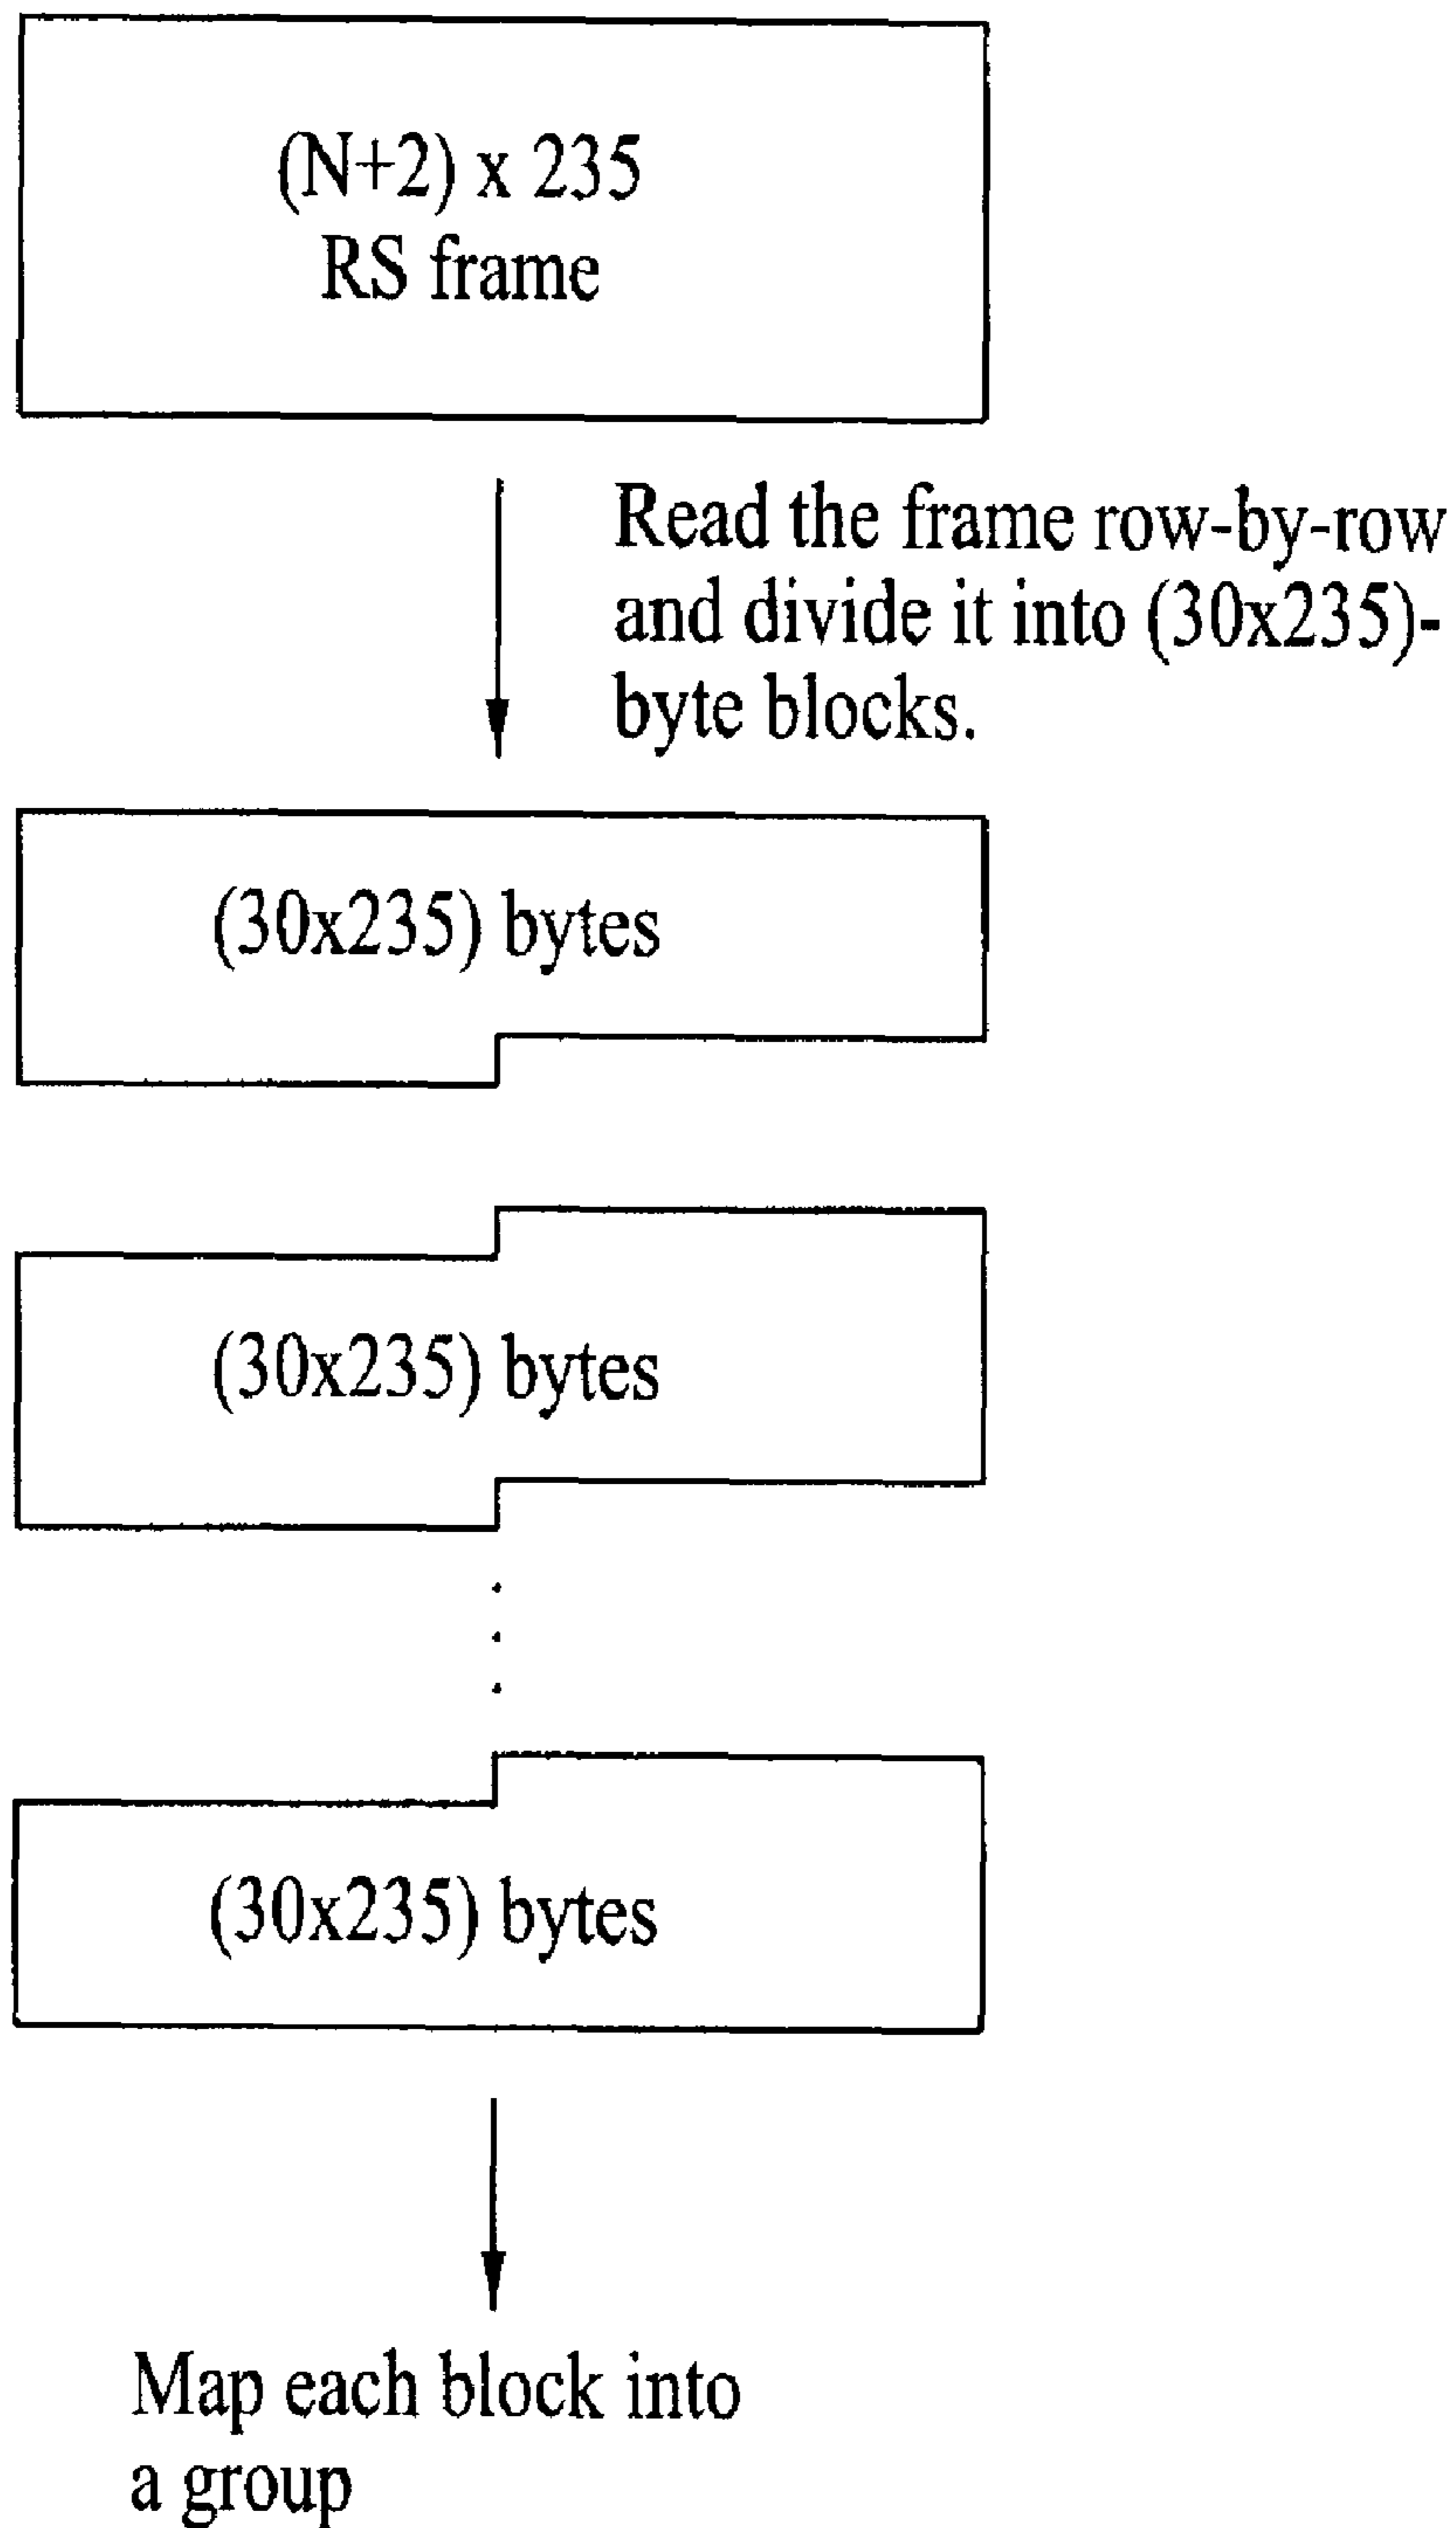 (N+2) x 235
RS frame
Read the frame row-by-row
and divide it into (30x235)-
byte blocks.
(30x235) bytes
(30x235) bytes
(30x235) bytes
Map each block into
a group